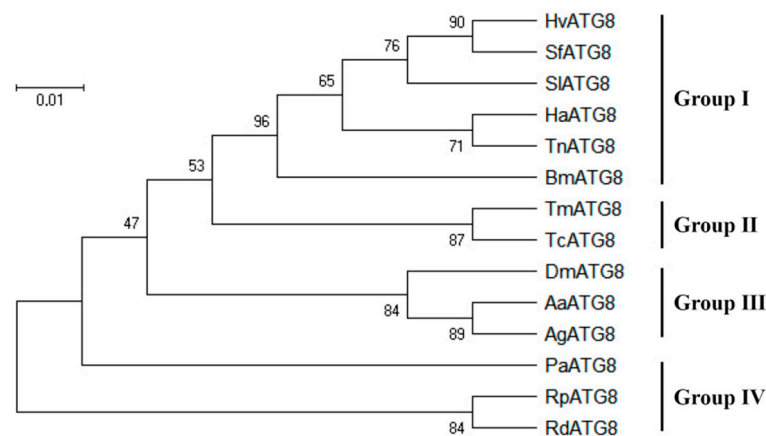 90
HvATG8
SfATG8
76
SlATG8
65
HaATG8
71
TnATG8
96
BmATG8
Group I
0.01
53
TmATG8
87
TcATG8
Group II
47
DmATG8
84
AaATG8
89
AgATG8
Group III
PaATG8
RpATG8
84
RdATG8
Group IV